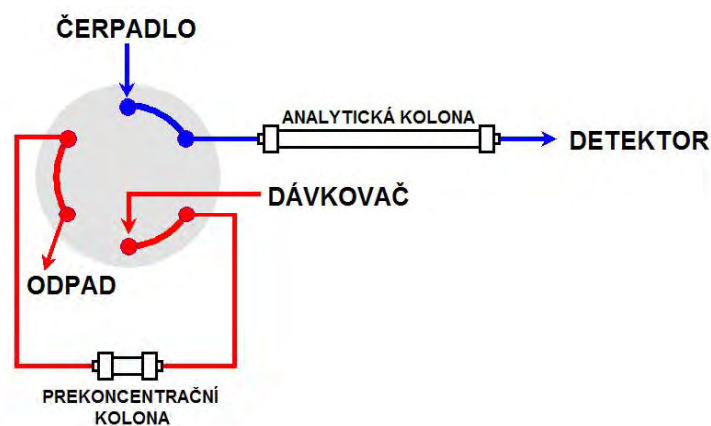 ČERPADLO
ANALYTICKÁ KOLONA
DETEKTOR
DÁVKOVAČ
ODPAD
PREKONCENTRAČNÍ
KOLONA